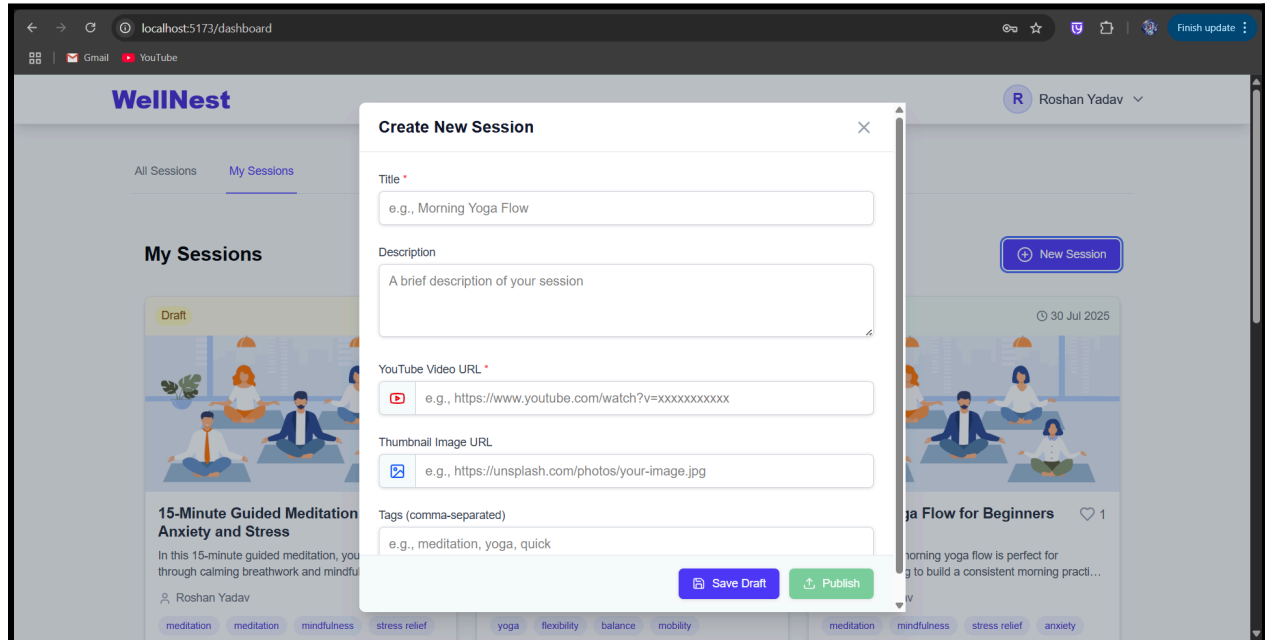 localhost:5173/dashboard
Finish update
Gmail
YouTube
WellNest
R
Roshan Yadav
Create New Session
All Sessions
My Sessions
Title *
e.g., Morning Yoga Flow
My Sessions
New Session
Description
A brief description of your session
Draft
30 Jul 2025
YouTube Video URL *
e.g., https://www.youtube.com/watch?v=xxxxxxxxxxx
Thumbnail Image URL
e.g., https://unsplash.com/photos/your-image.jpg
Tags (comma-separated)
e.g., meditation, yoga, quick
Save Draft
Publish
15-Minute Guided Meditation
Anxiety and Stress
In this 15-minute guided meditation, you
through calming breathwork and mindful
Roshan Yadav
meditation
meditation
mindfulness
stress relief
yoga
flexibility
balance
mobility
Flow for Beginners
1
morning yoga flow is perfect for
to build a consistent morning practi…
meditation
mindfulness
stress relief
anxiety